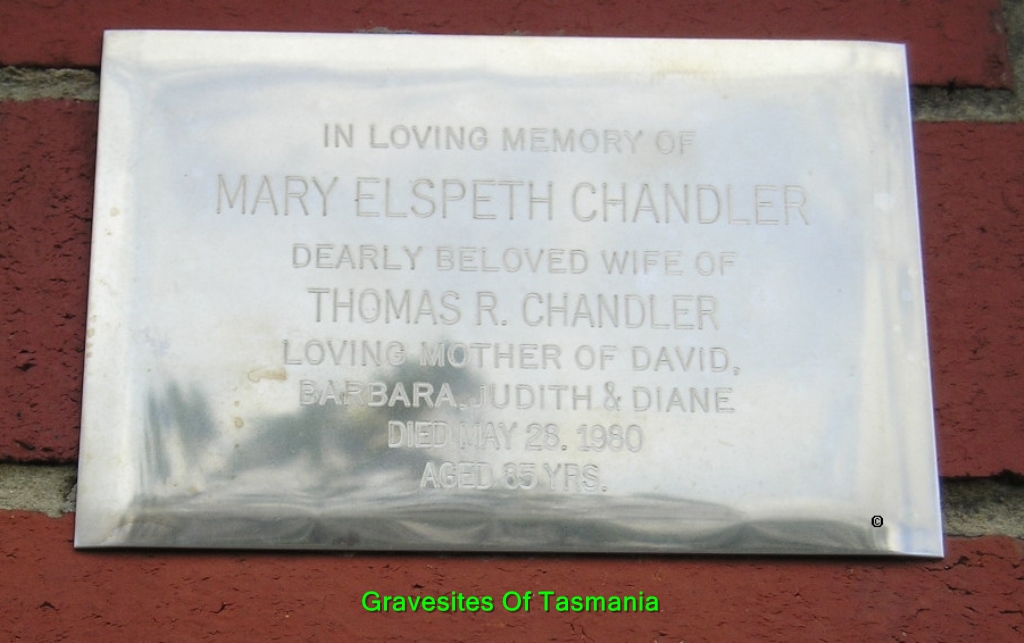 IN LOVING MEMORY OF
MARY ELSPETH CHANDLER
DEARLY BELOVED WIFE OF
THOMAS R. CHANDLER
LOVING MOTHER OF DAVID,
BARBARA, JUDITH & DIANE
DIED MAY 28. 1980
AGED 65 YRS.
©
Gravesites Of Tasmania